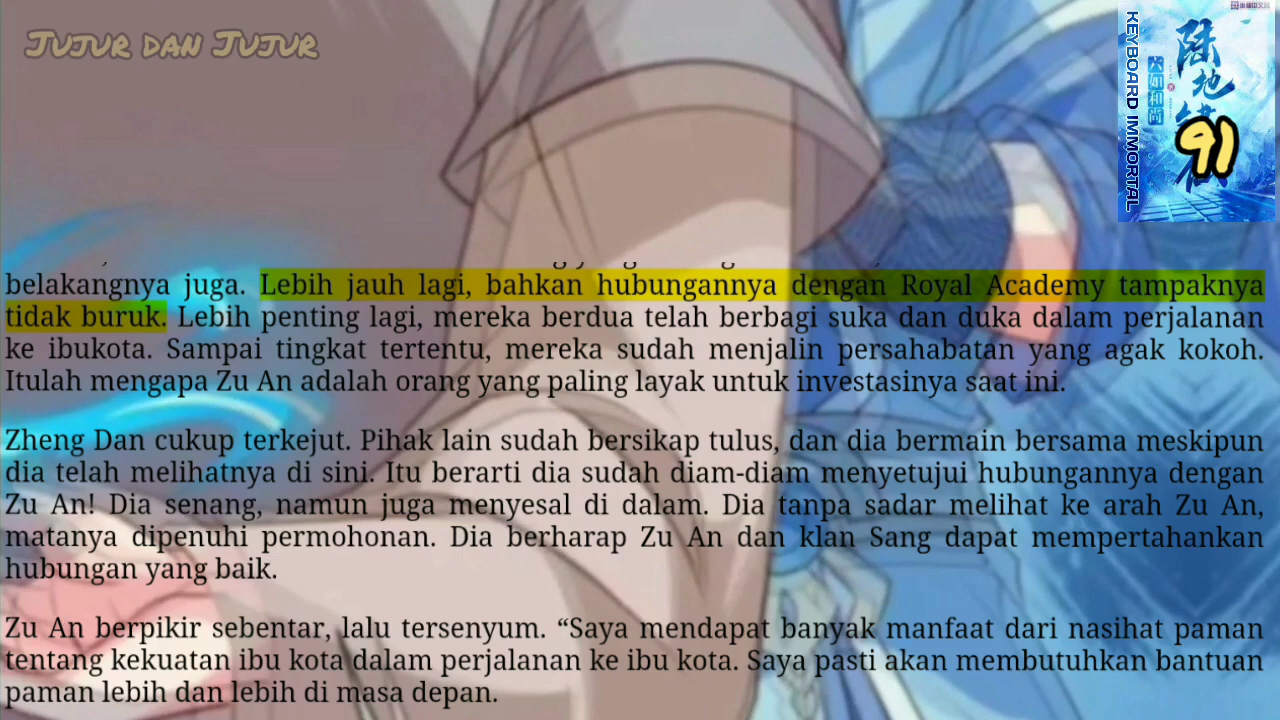 Jujur dan Jujur
KEYBOARD IMMORTAL
陆地
大如和尚
91
belakangnya juga. Lebih jauh lagi, bahkan hubungannya dengan Royal Academy tampaknya
tidak buruk. Lebih penting lagi, mereka berdua telah berbagi suka dan duka dalam perjalanan
ke ibukota. Sampai tingkat tertentu, mereka sudah menjalin persahabatan yang agak kokoh.
Itulah mengapa Zu An adalah orang yang paling layak untuk investasinya saat ini.
Zheng Dan cukup terkejut. Pihak lain sudah bersikap tulus, dan dia bermain bersama meskipun
dia telah melihatnya di sini. Itu berarti dia sudah diam-diam menyetujui hubungannya dengan
Zu An! Dia senang, namun juga menyesal di dalam. Dia tanpa sadar melihat ke arah Zu An,
matanya dipenuhi permohonan. Dia berharap Zu An dan klan Sang dapat mempertahankan
hubungan yang baik.
Zu An berpikir sebentar, lalu tersenyum. “Saya mendapat banyak manfaat dari nasihat paman
tentang kekuatan ibu kota dalam perjalanan ke ibu kota. Saya pasti akan membutuhkan bantuan
paman lebih dan lebih di masa depan.